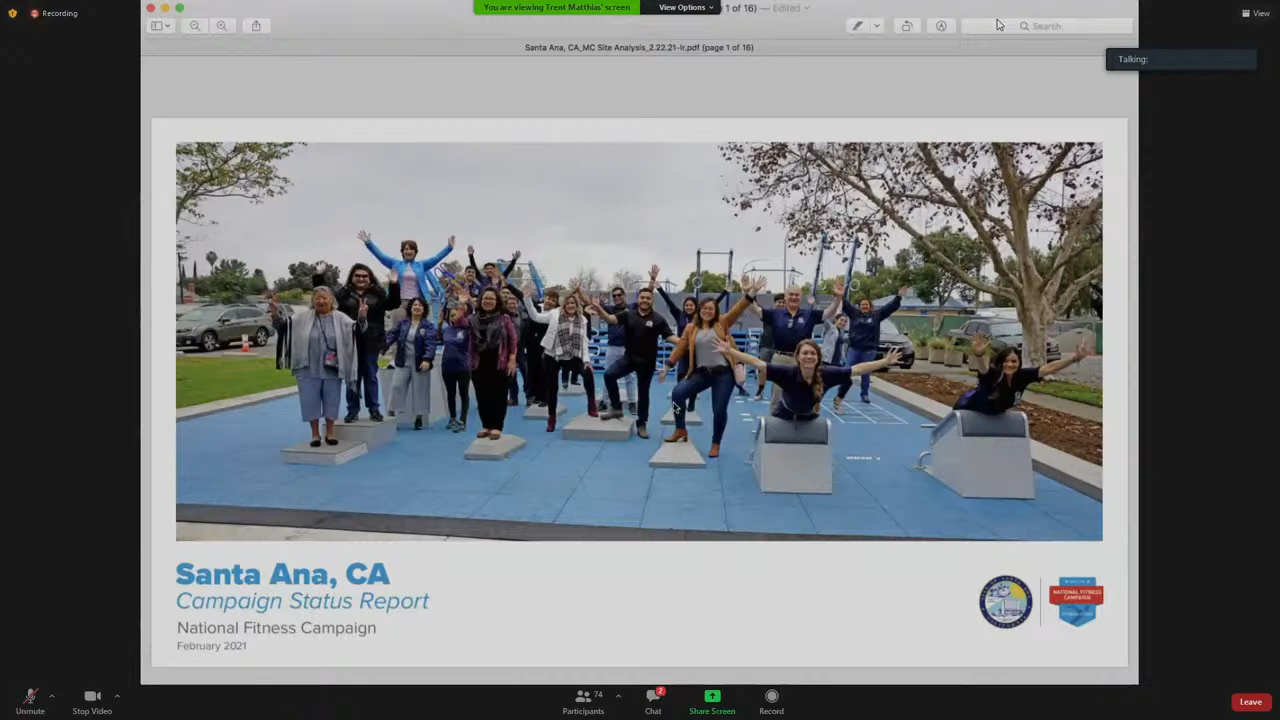 Recording
You are viewing Trent Matthias' screen
View Options
1 of 16) — Edited
View
Search
Santa Ana, CA_MC Site Analysis_2.22.21-lr.pdf (page 1 of 16)
Talking:
Santa Ana, CA
Campaign Status Report
National Fitness Campaign
February 2021
NATIONAL FITNESS
CAMPAIGN
Unmute
Stop Video
74
Participants
2
Chat
Share Screen
Record
Leave